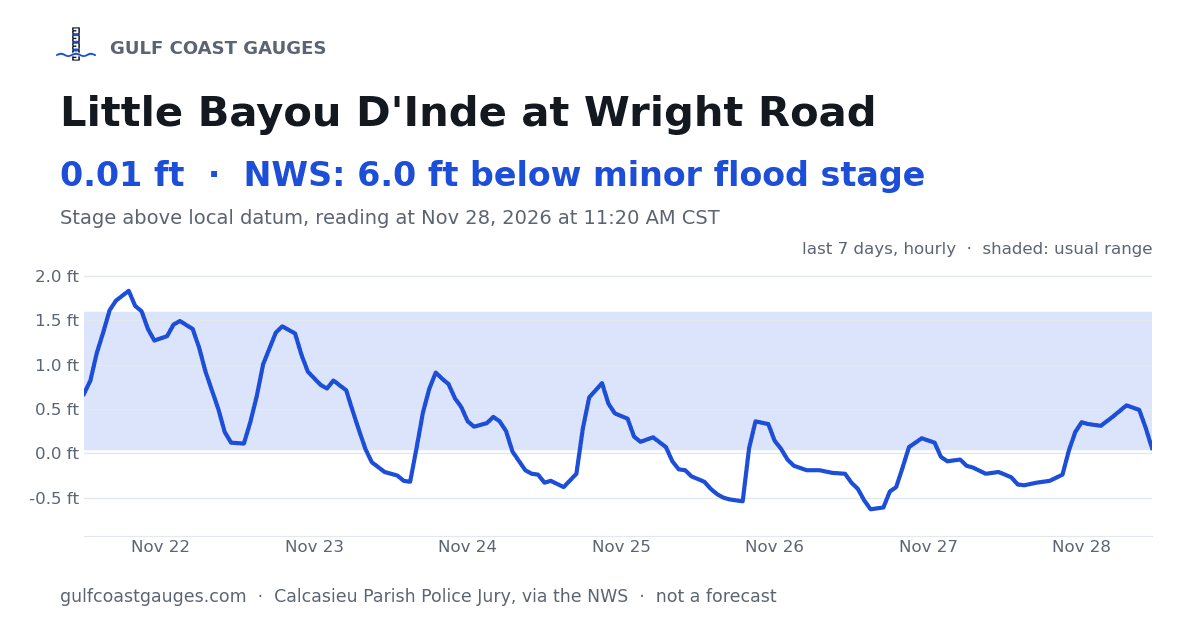 GULF COAST GAUGES
Little Bayou D'Inde at Wright Road
0.01 ft · NWS: 6.0 ft below minor flood stage
Stage above local datum, reading at Nov 28, 2026 at 11:20 AM CST
last 7 days, hourly · shaded: usual range
2.0 ft
1.5 ft
1.0 ft
0.5 ft
0.0 ft
-0.5 ft
Nov 22 Nov 23 Nov 24 Nov 25 Nov 26 Nov 27 Nov 28
gulfcoastgauges.com · Calcasieu Parish Police Jury, via the NWS · not a forecast